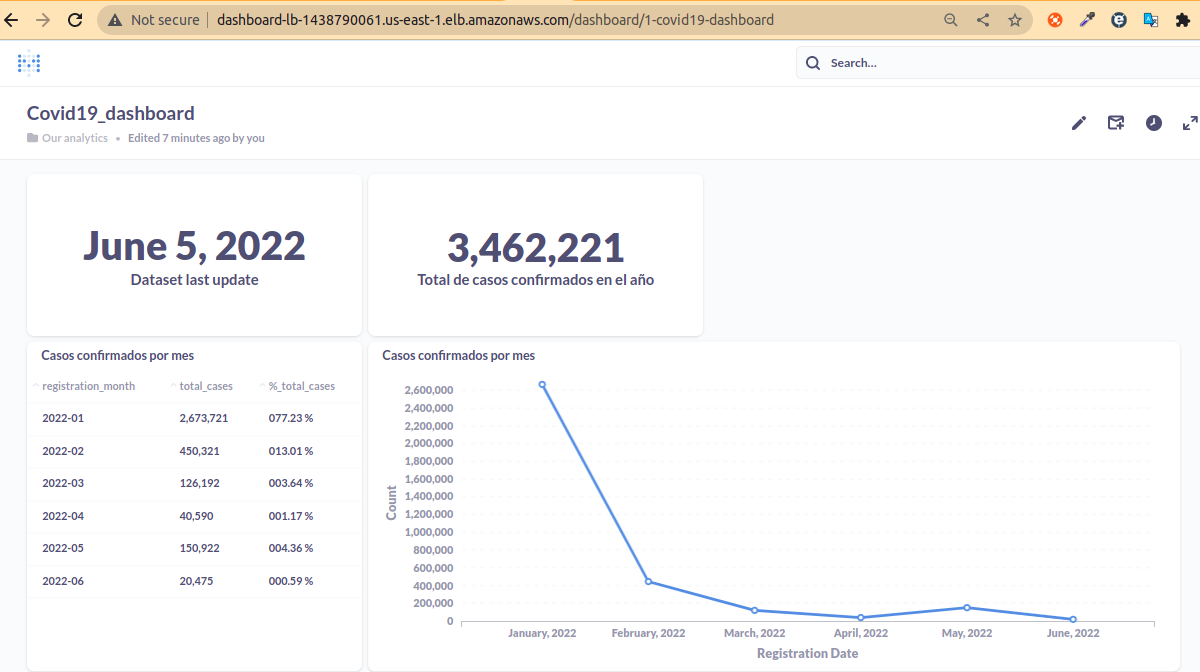 Not secure | dashboard-lb-1438790061.us-east-1.elb.amazonaws.com/dashboard/1-covid19-dashboard
Search...
Covid19_dashboard
Our analytics • Edited 7 minutes ago by you
June 5, 2022
Dataset last update
3,462,221
Total de casos confirmados en el año
Casos confirmados por mes
registration_month total_cases %_total_cases
2022-01 2,673,721 077.23 %
2022-02 450,321 013.01 %
2022-03 126,192 003.64 %
2022-04 40,590 001.17 %
2022-05 150,922 004.36 %
2022-06 20,475 000.59 %
Casos confirmados por mes
2,600,000
2,400,000
2,200,000
2,000,000
1,800,000
1,600,000
1,400,000
1,200,000
1,000,000
800,000
600,000
400,000
200,000
0
Count
January, 2022 February, 2022 March, 2022 April, 2022 May, 2022 June, 2022
Registration Date